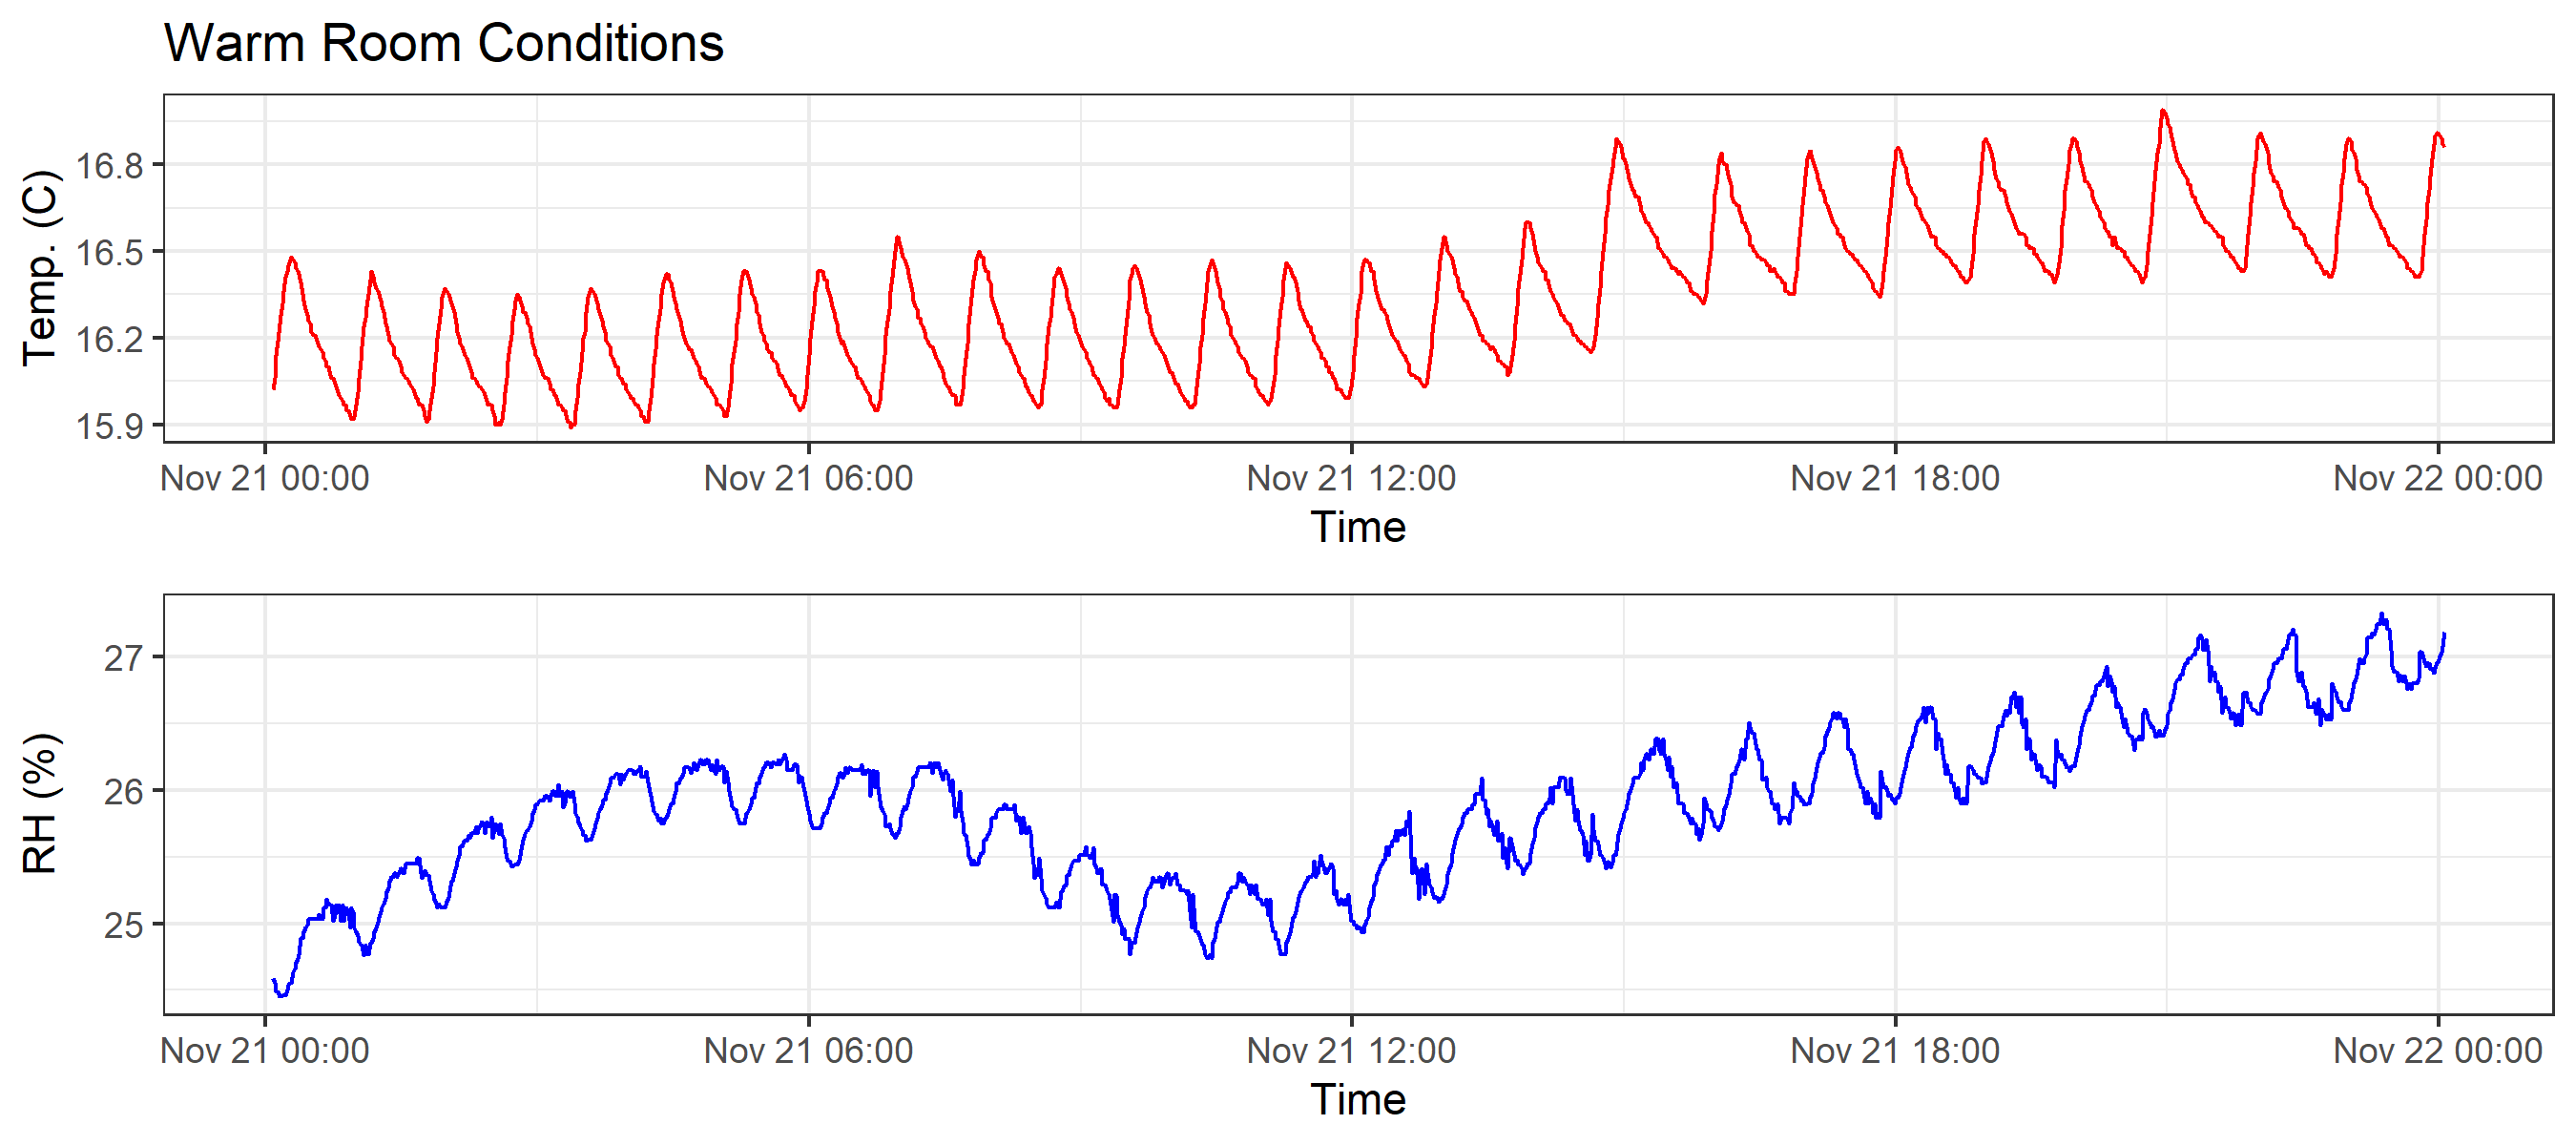 Warm Room Conditions
Temp. (C)
16.8
16.5
16.2
15.9
Nov 21 00:00 Nov 21 06:00 Nov 21 12:00 Nov 21 18:00 Nov 22 00:00
Time
RH (%)
27
26
25
Nov 21 00:00 Nov 21 06:00 Nov 21 12:00 Nov 21 18:00 Nov 22 00:00
Time